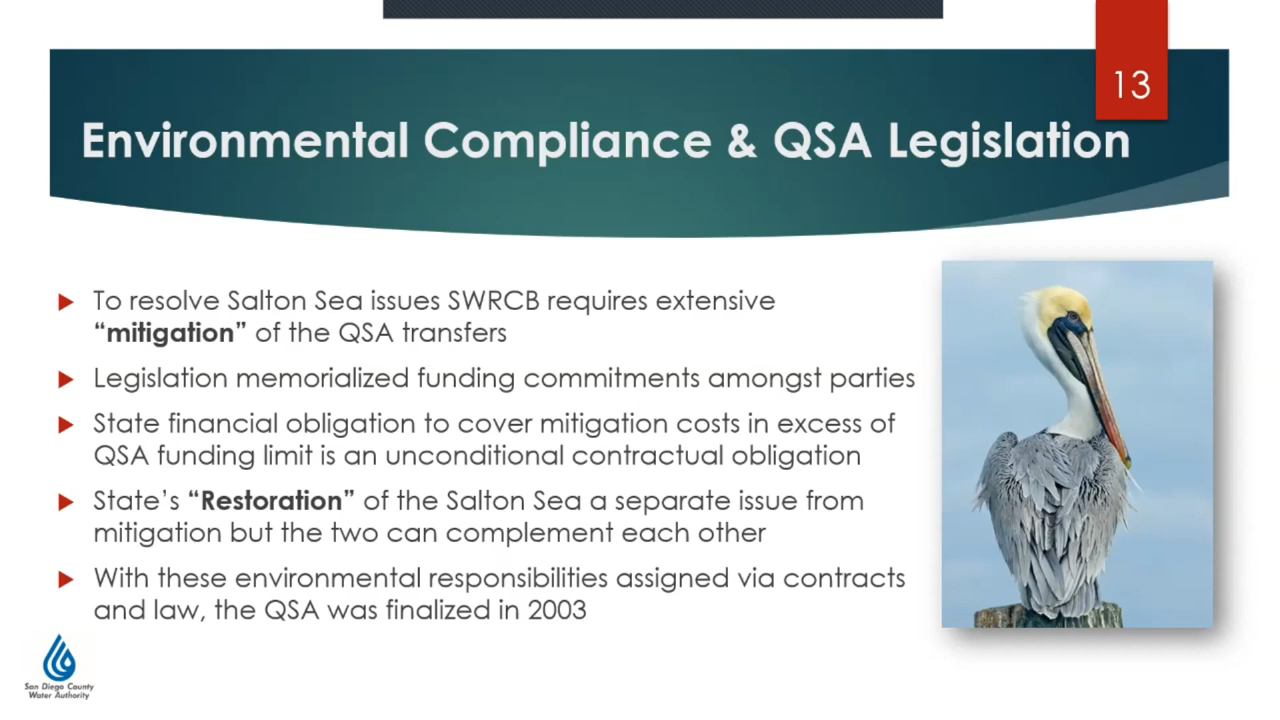 13
Environmental Compliance & QSA Legislation
To resolve Salton Sea issues SWRCB requires extensive
“mitigation” of the QSA transfers
Legislation memorialized funding commitments amongst parties
State financial obligation to cover mitigation costs in excess of
QSA funding limit is an unconditional contractual obligation
State’s “Restoration” of the Salton Sea a separate issue from
mitigation but the two can complement each other
With these environmental responsibilities assigned via contracts
and law, the QSA was finalized in 2003
San Diego County
Water Authority